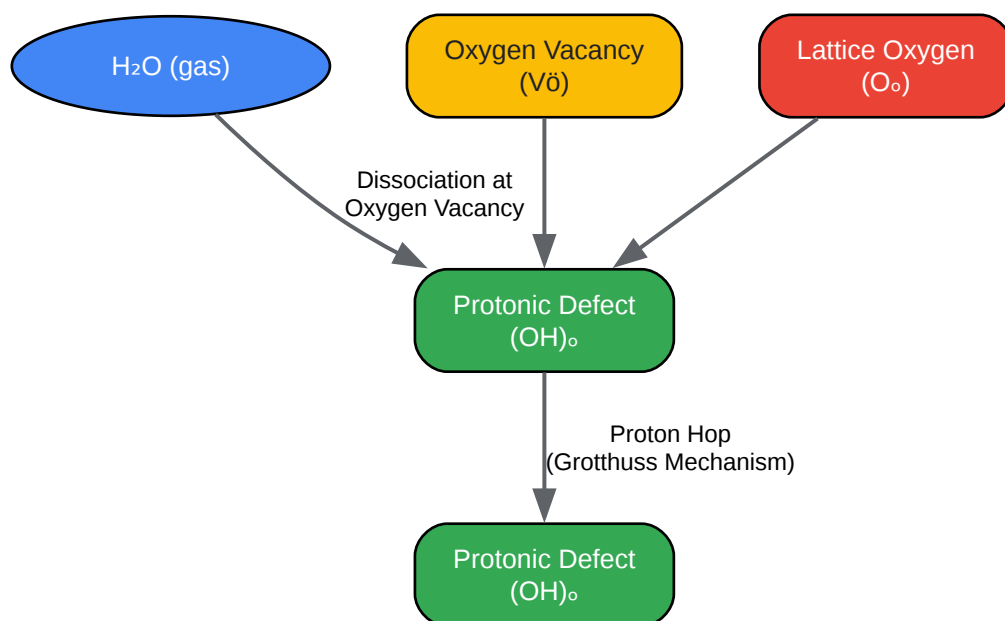 H₂O (gas)
Oxygen Vacancy
(Vö)
Lattice Oxygen
(Oₒ)
Dissociation at
Oxygen Vacancy
Protonic Defect
(OH)ₒ
Proton Hop
(Grotthuss Mechanism)
Protonic Defect
(OH)ₒ